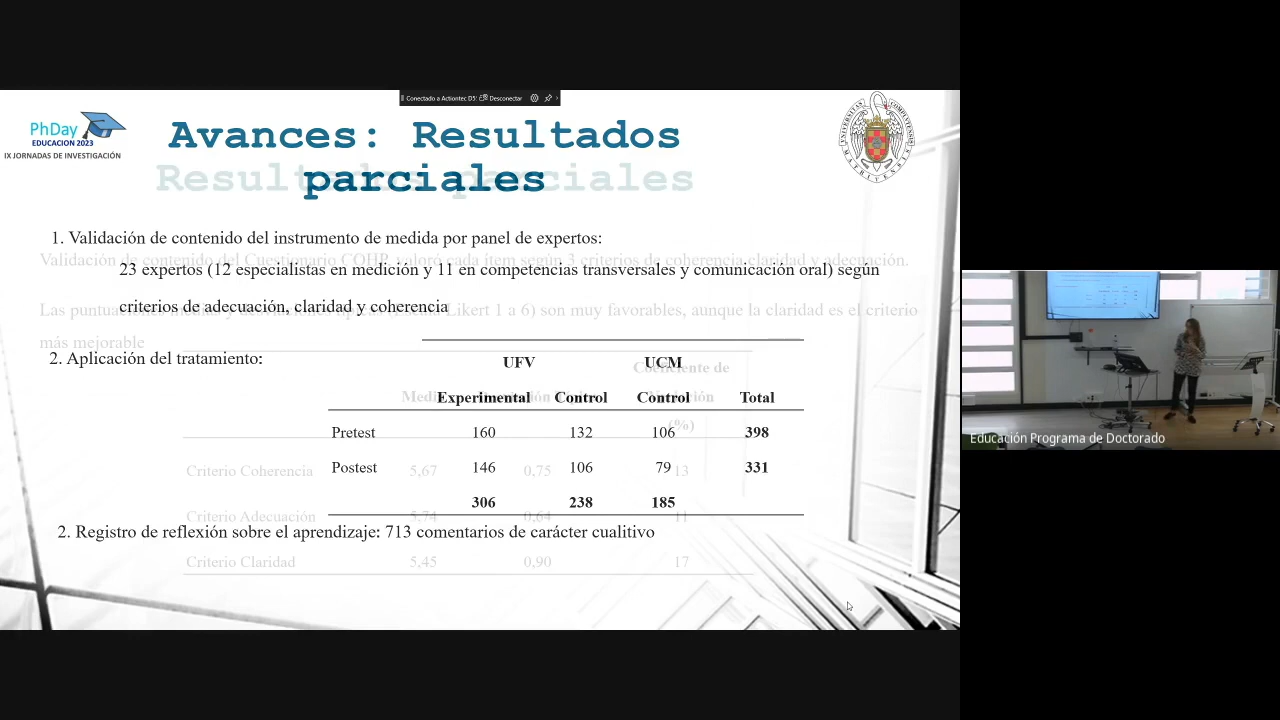 Conectado a Actiontec D5 Desconectar
PhDay
EDUCACION 2023
IX JORNADAS DE INVESTIGACIÓN
Avances: Resultados
parciales
Resultados parciales
1. Validación de contenido del instrumento de medida por panel de expertos:
Validación de contenido del Cuestionario COHP valoró cada ítem según 3 criterios de coherencia claridad y adecuación.
23 expertos (12 especialistas en medición y 11 en competencias transversales y comunicación oral) según
criterios de adecuación, claridad y coherencia
Las puntuaciones Likert 1 a 6) son muy favorables, aunque la claridad es el criterio
más mejorable
2. Aplicación del tratamiento:
UFV UCM
Coeficiente de
Experimental Control Control Total
(%)
Pretest 160 132 106 398
Postest 146 106 79 331
Criterio Coherencia 5,67 0,75 13
306 238 185
Criterio Adecuación 5,74 0,64 11
2. Registro de reflexión sobre el aprendizaje: 713 comentarios de carácter cualitativo
Criterio Claridad 5,45 0,90 17
Educación Programa de Doctorado